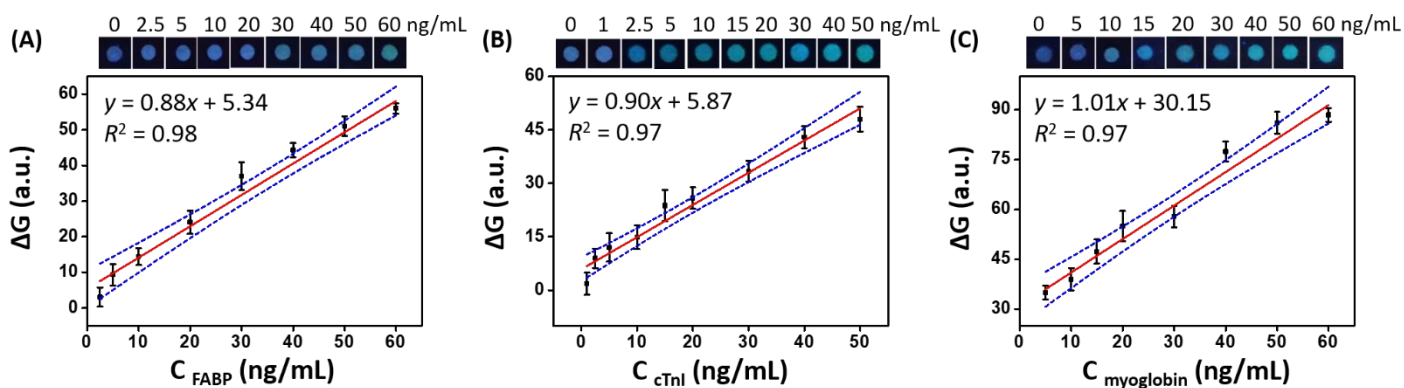 (A)
0 2.5 5 10 20 30 40 50 60 ng/mL
y = 0.88x + 5.34
R² = 0.98
60
50
40
30
20
10
0
ΔG (a.u.)
0 10 20 30 40 50 60
C FABP (ng/mL)
(B)
0 1 2.5 5 10 15 20 30 40 50 ng/mL
y = 0.90x + 5.87
R² = 0.97
60
45
30
15
0
ΔG (a.u.)
0 10 20 30 40 50
C cTnI (ng/mL)
(C)
0 5 10 15 20 30 40 50 60 ng/mL
y = 1.01x + 30.15
R² = 0.97
90
75
60
45
30
ΔG (a.u.)
0 10 20 30 40 50 60
C myoglobin (ng/mL)